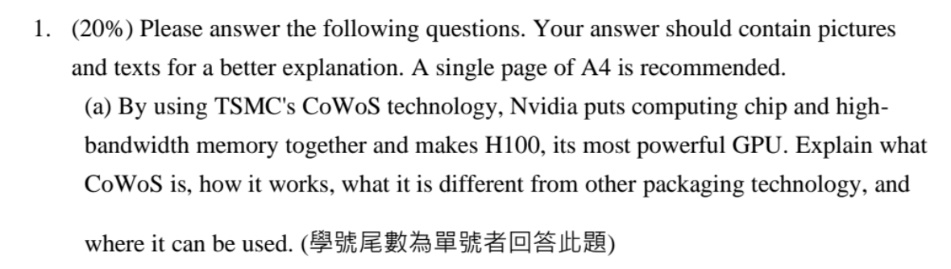 1. (20%) Please answer the following questions. Your answer should contain pictures
and texts for a better explanation. A single page of A4 is recommended.
(a) By using TSMC's CoWoS technology, Nvidia puts computing chip and high-
bandwidth memory together and makes H100, its most powerful GPU. Explain what
CoWoS is, how it works, what it is different from other packaging technology, and
where it can be used. (學號尾數為單號者回答此題)